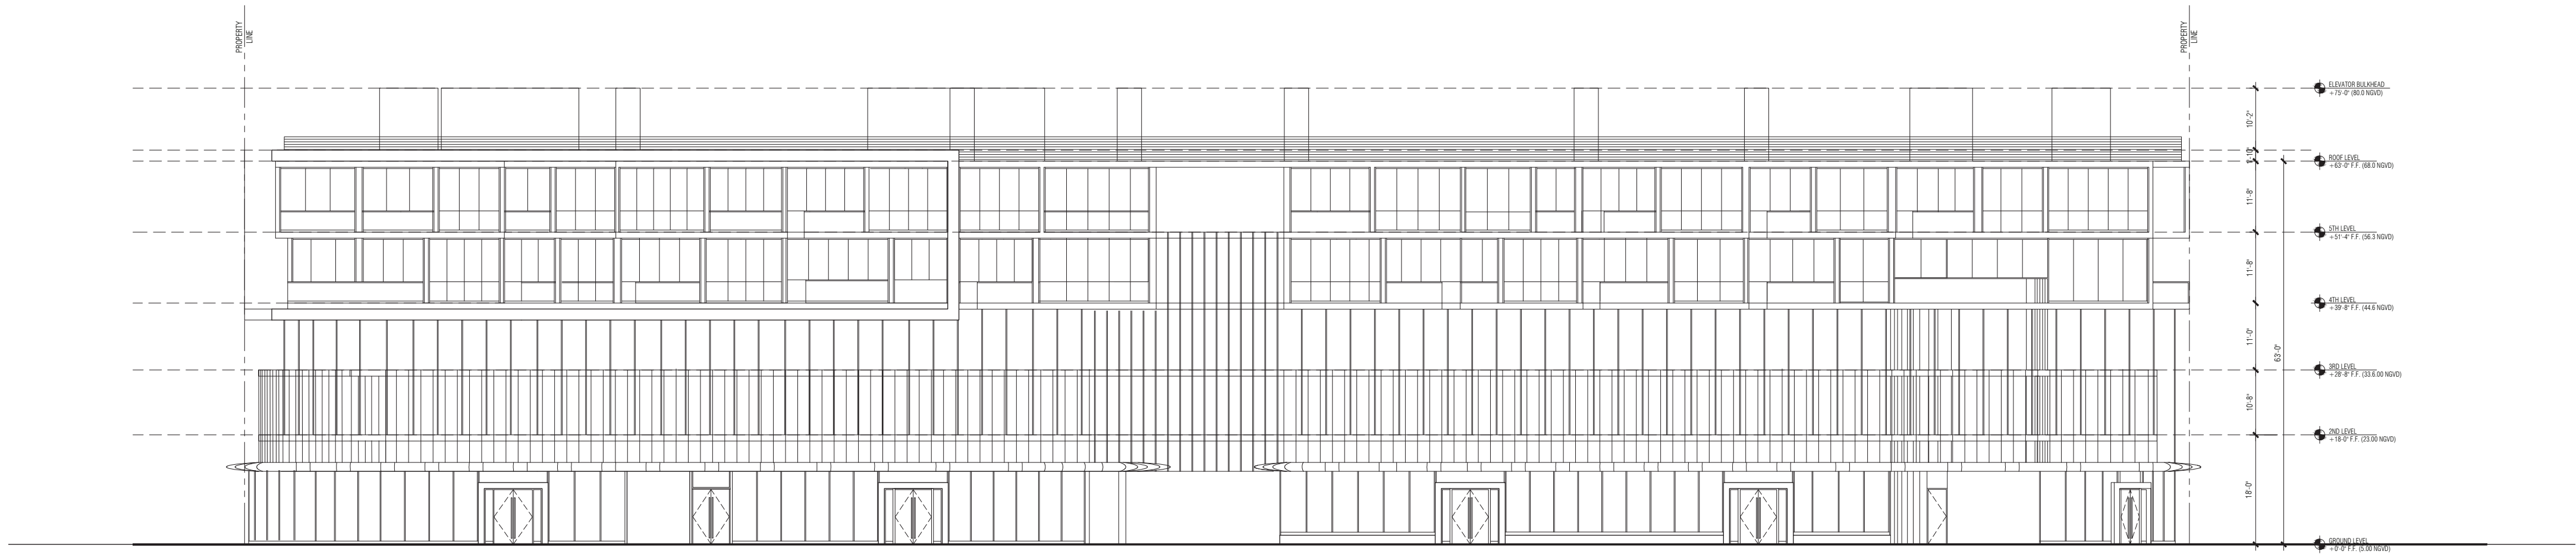 PROPERTY
LINE
PROPERTY
LINE
ELEVATOR BULKHEAD
+75'-0" (80.0 NGVD)
10'-2"
1'-10"
ROOF LEVEL
+63'-0" F.F. (68.0 NGVD)
11'-8"
5TH LEVEL
+51'-4" F.F. (56.3 NGVD)
11'-8"
4TH LEVEL
+39'-8" F.F. (44.6 NGVD)
11'-0"
63'-0"
3RD LEVEL
+28'-8" F.F. (33.6.00 NGVD)
10'-8"
2ND LEVEL
+18-0" F.F. (23.00 NGVD)
18'-0"
GROUND LEVEL
+0'-0" F.F. (5.00 NGVD)